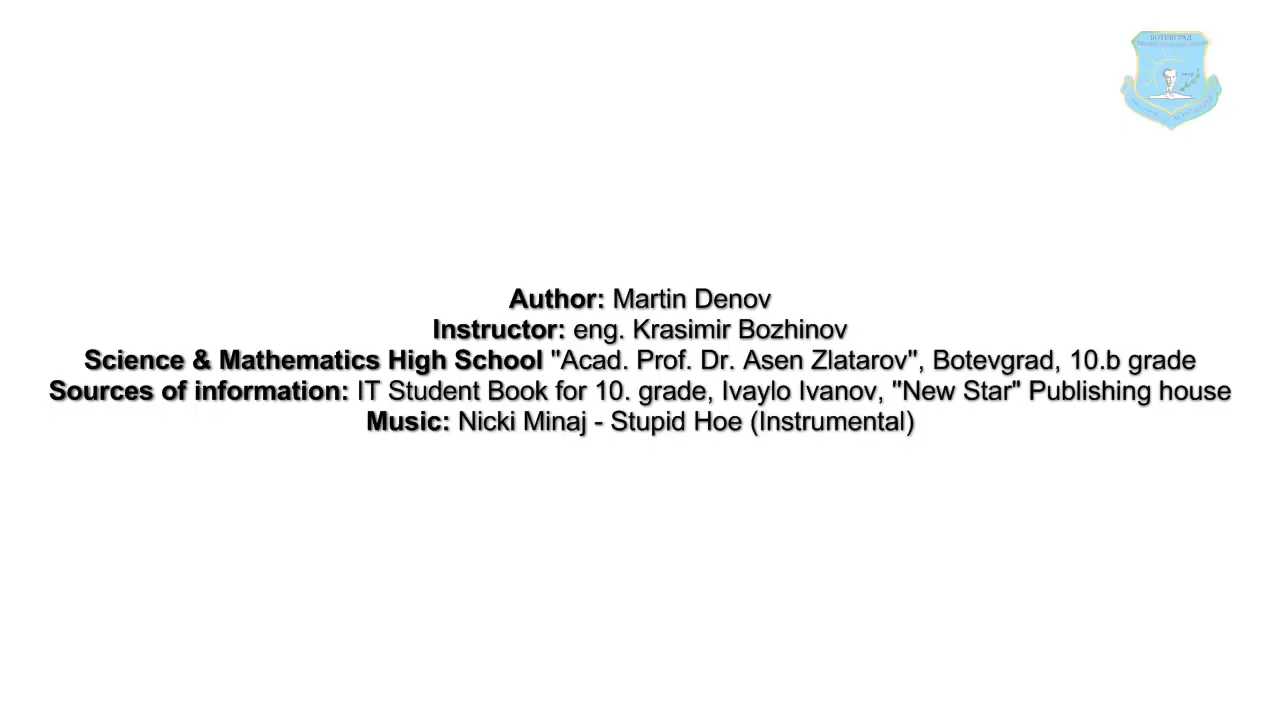 БОТЕВГРАД
Author: Martin Denov
Instructor: eng. Krasimir Bozhinov
Science & Mathematics High School "Acad. Prof. Dr. Asen Zlatarov", Botevgrad, 10.b grade
Sources of information: IT Student Book for 10. grade, Ivaylo Ivanov, "New Star" Publishing house
Music: Nicki Minaj - Stupid Hoe (Instrumental)